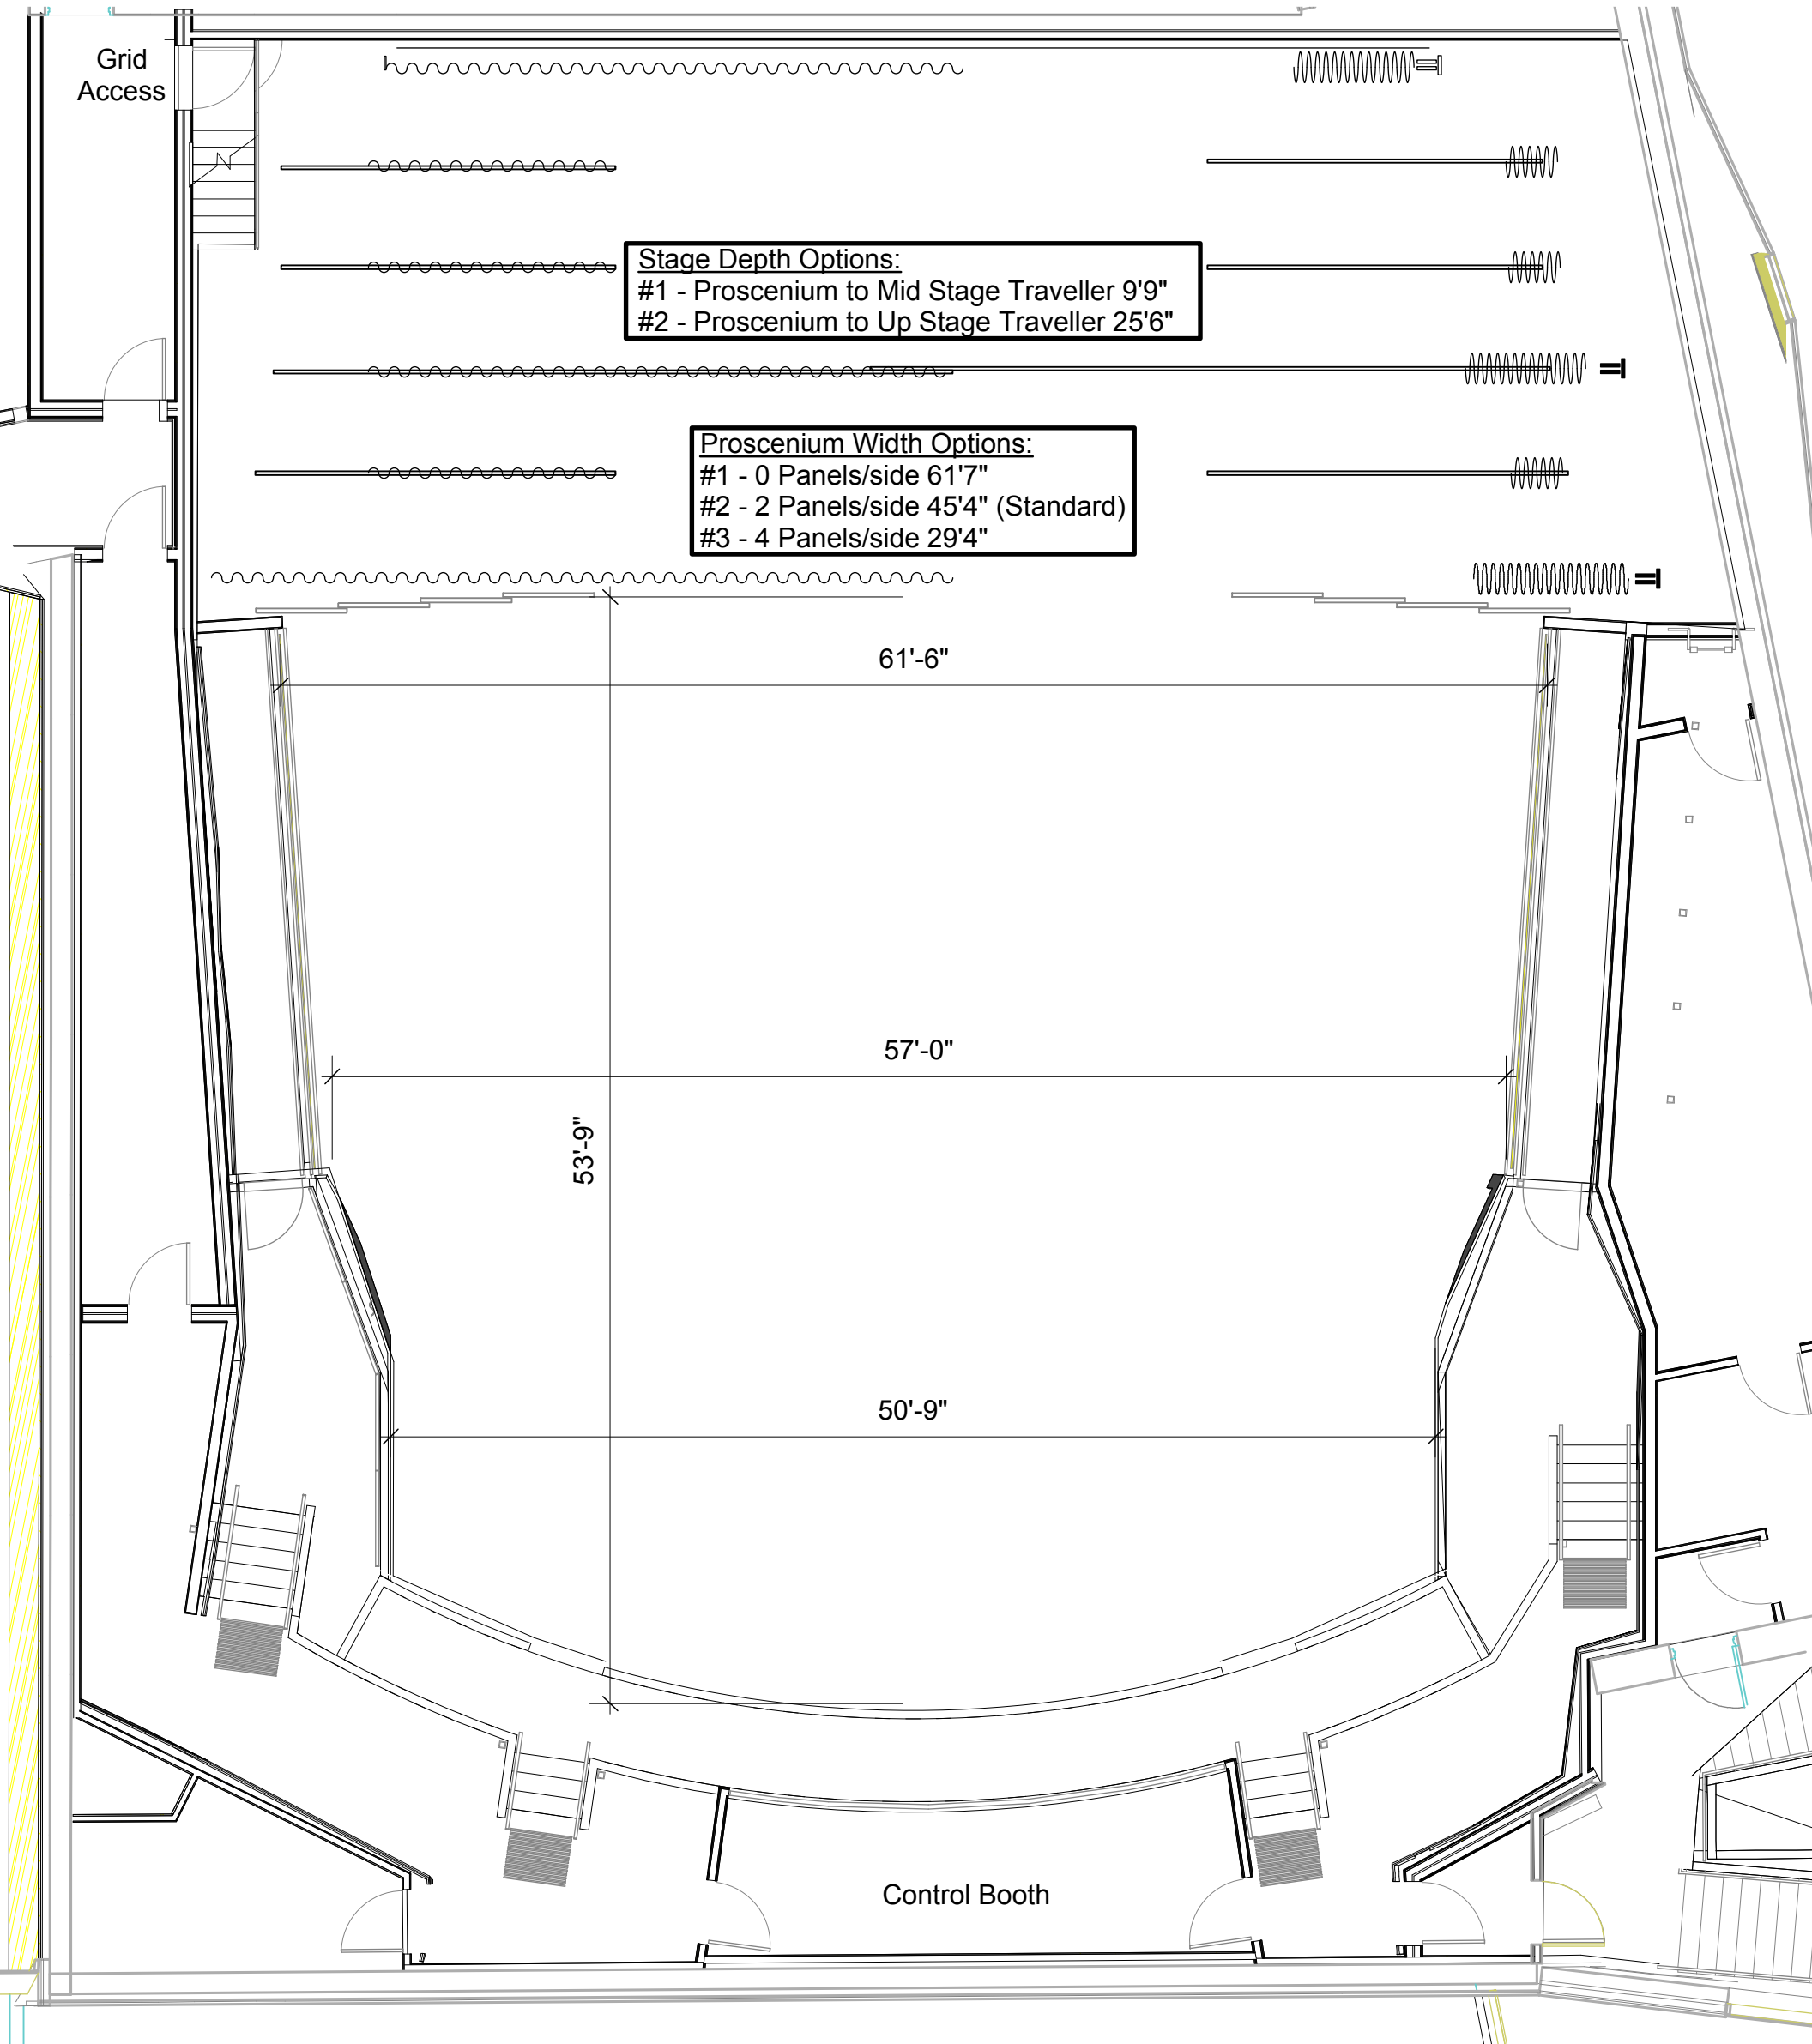 Grid
Access
Stage Depth Options:
#1 - Proscenium to Mid Stage Traveller 9'9"
#2 - Proscenium to Up Stage Traveller 25'6"
Proscenium Width Options:
#1 - 0 Panels/side 61'7"
#2 - 2 Panels/side 45'4" (Standard)
#3 - 4 Panels/side 29'4"
61'-6"
57'-0"
53'-9"
50'-9"
Control Booth